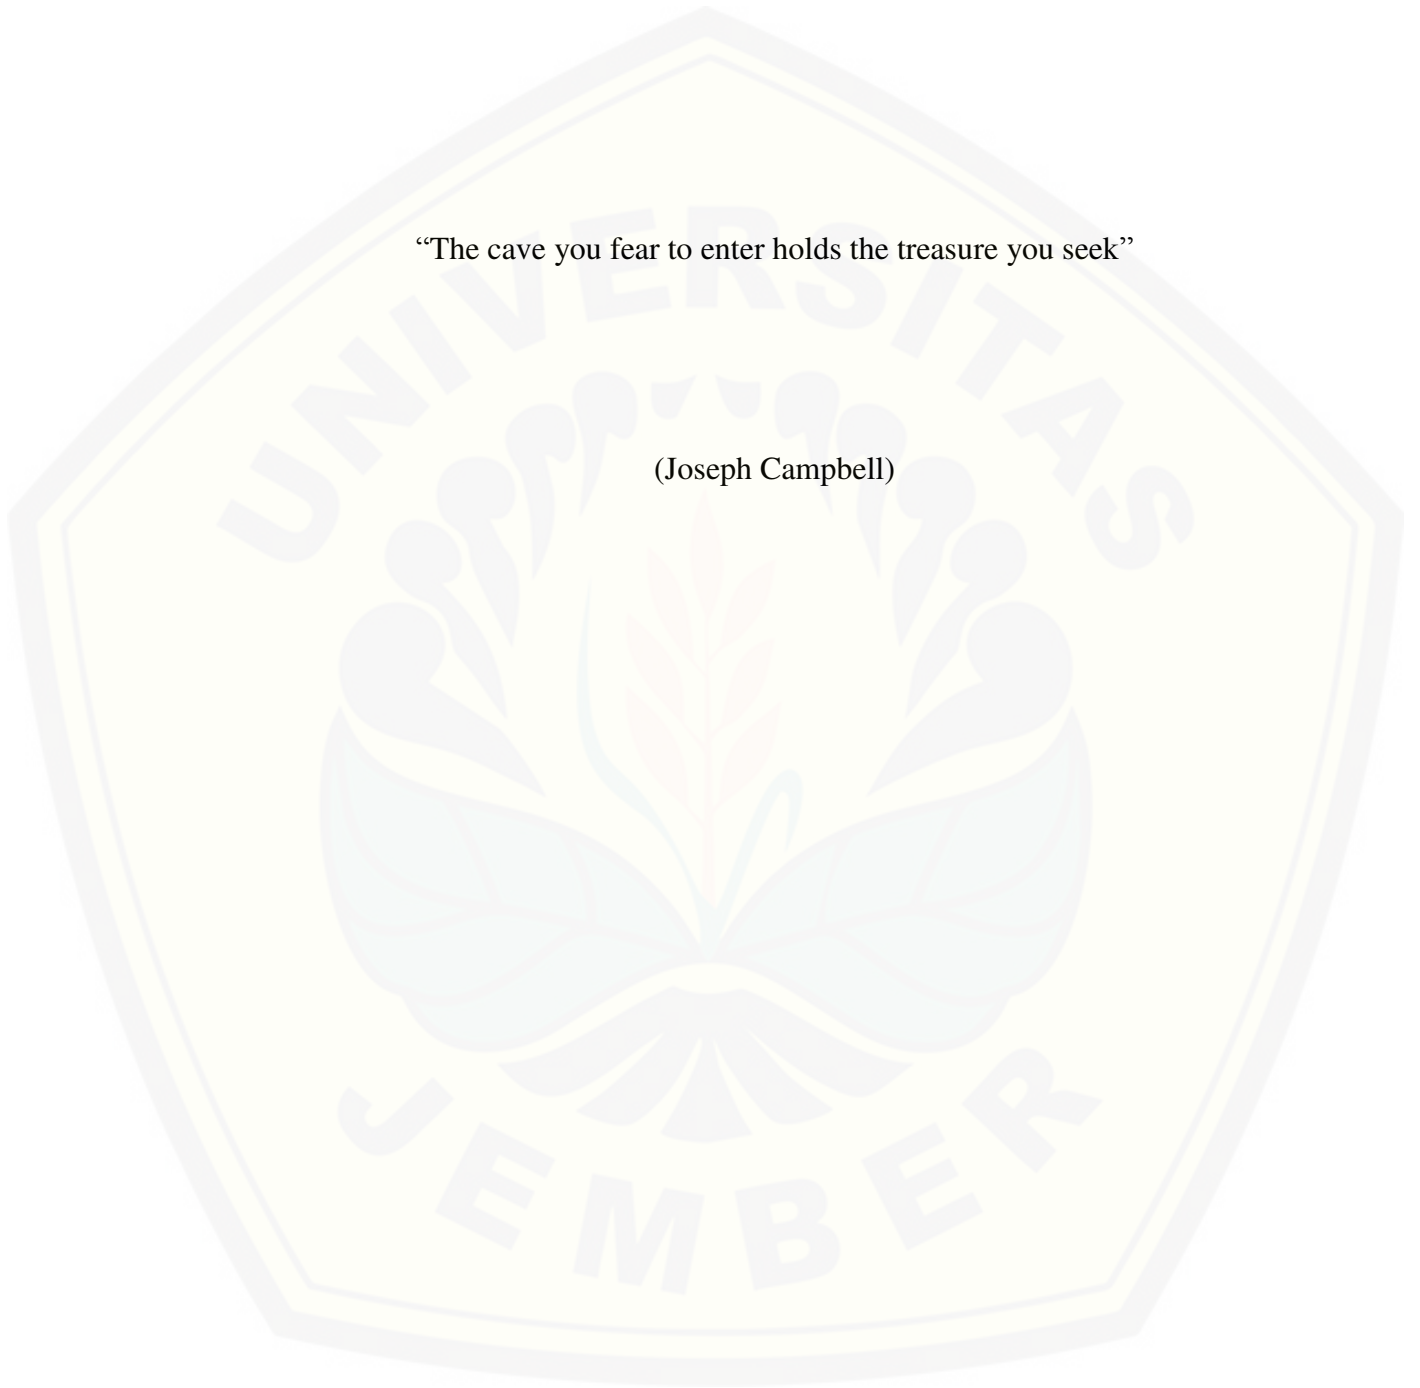 “The cave you fear to enter holds the treasure you seek”
(Joseph Campbell)
UNIVERSITAS
JEMBER